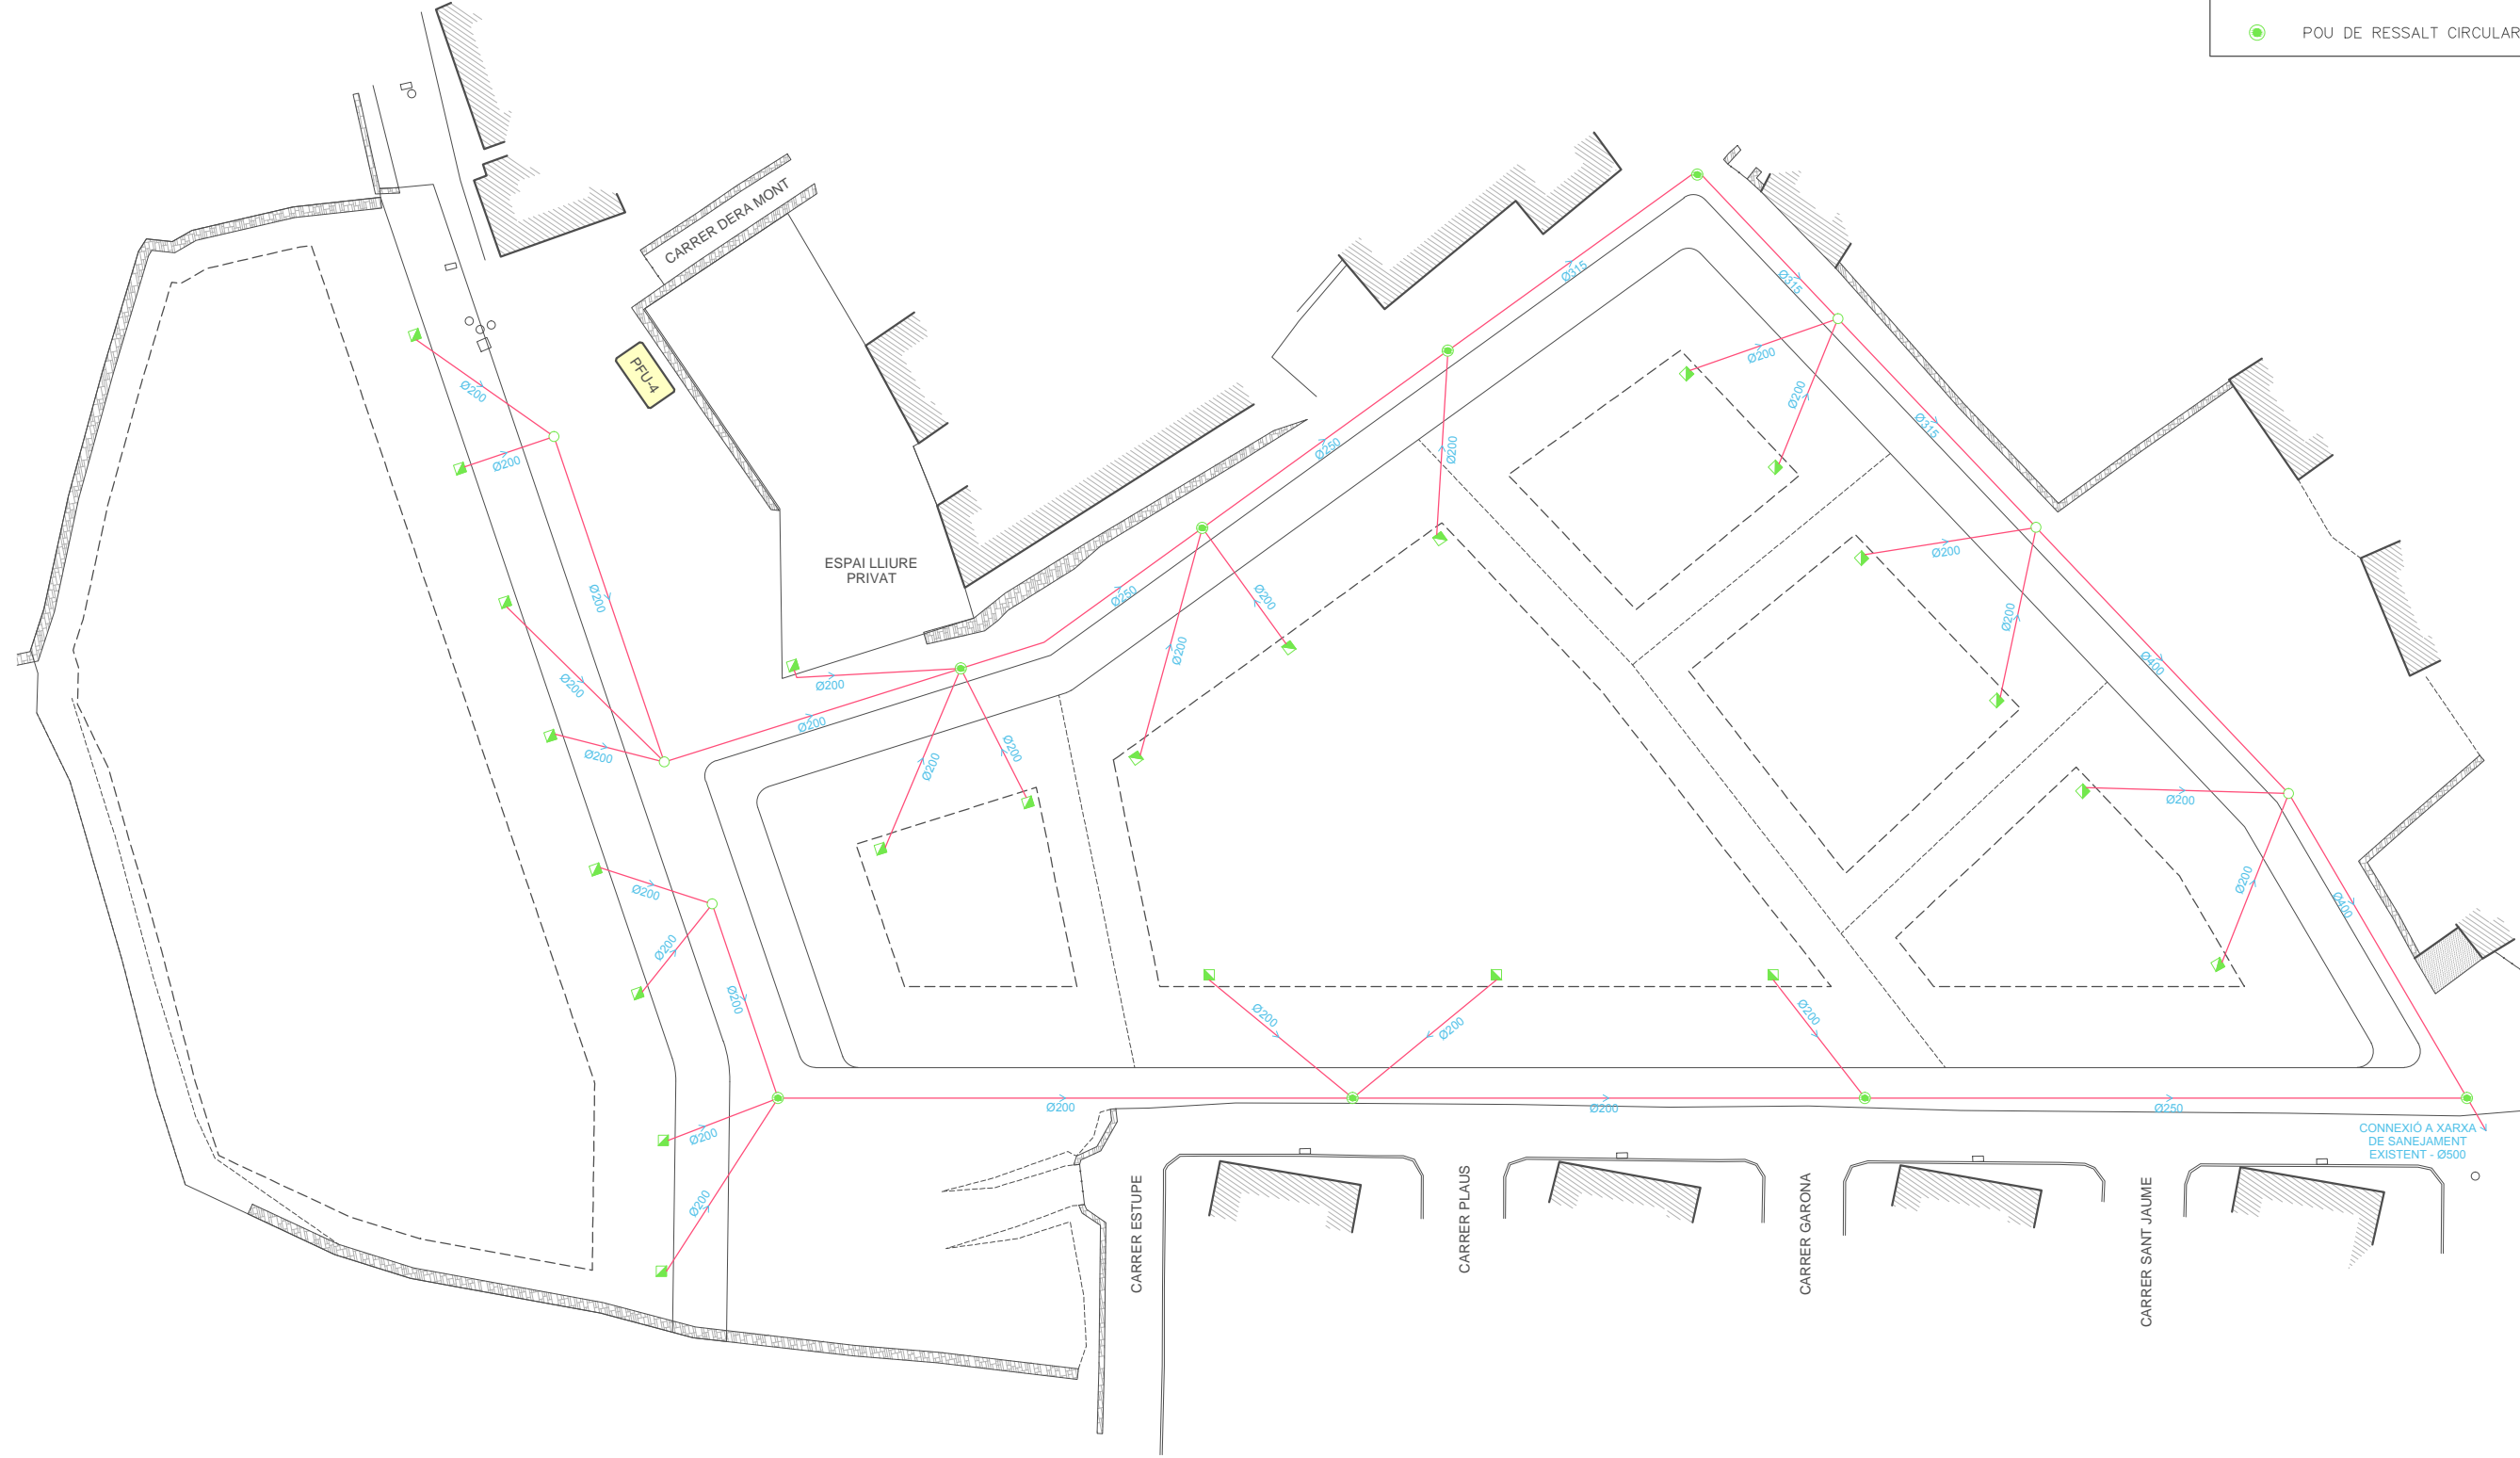 POU DE RESSALT CIRCULAR
CARRER DERA MONT
PFU-4
Ø315
Ø315
Ø200
Ø200
Ø200
Ø315
Ø250
Ø200
Ø200
ESPAI LLIURE
PRIVAT
Ø200
Ø250
Ø200
Ø200
Ø200
Ø200
Ø200
Ø400
Ø200
Ø200
Ø200
Ø200
Ø200
Ø200
Ø200
Ø200
Ø200
Ø400
Ø200
Ø200
Ø200
Ø200
Ø200
Ø200
Ø200
Ø250
Ø200
CONNEXIÓ A XARXA
DE SANEJAMENT
EXISTENT - Ø500
Ø200
CARRER ESTUPE
CARRER PLAUS
CARRER GARONA
CARRER SANT JAUME